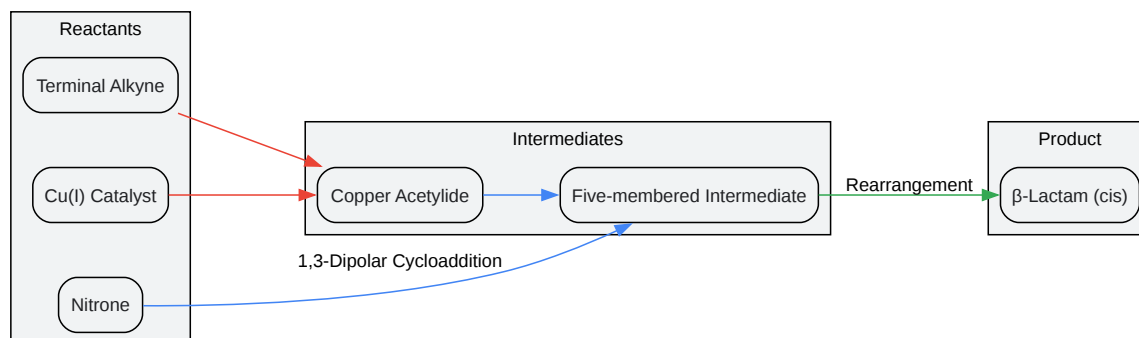 Reactants
Terminal Alkyne
Cu(I) Catalyst
Nitrone
Intermediates
Copper Acetylide
Five-membered Intermediate
1,3-Dipolar Cycloaddition
Rearrangement
Product
β-Lactam (cis)